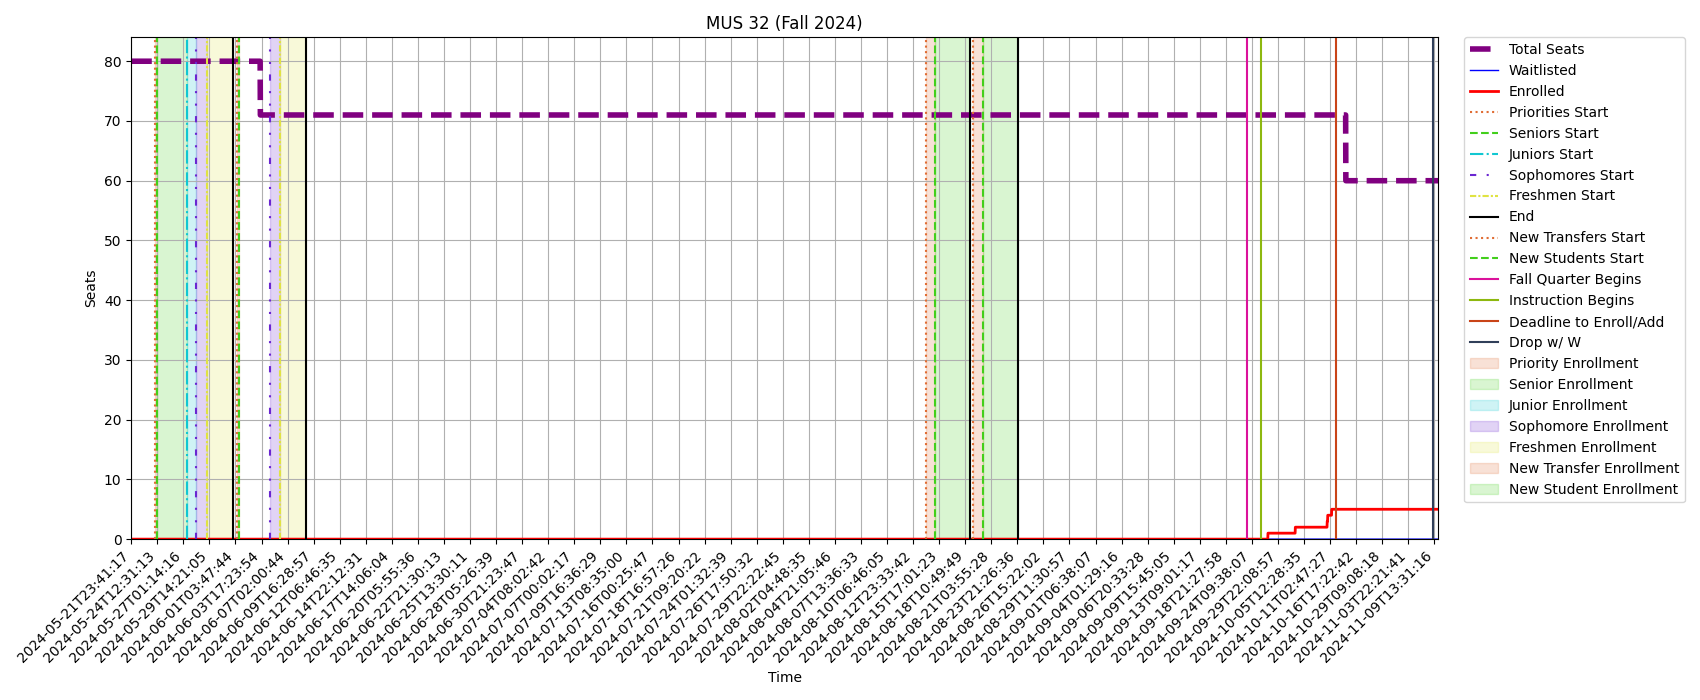 MUS 32 (Fall 2024)
Seats
80
70
60
50
40
30
20
10
0
2024-05-21T23:41:17
2024-05-24T12:31:13
2024-05-27T01:14:16
2024-05-29T14:21:05
2024-06-01T03:47:44
2024-06-03T17:23:54
2024-06-07T02:00:44
2024-06-09T16:28:57
2024-06-12T06:46:35
2024-06-14T22:12:31
2024-06-17T14:06:04
2024-06-20T05:55:36
2024-06-22T21:30:13
2024-06-25T13:30:11
2024-06-28T05:26:39
2024-06-30T21:23:47
2024-07-04T08:02:42
2024-07-07T00:02:17
2024-07-09T16:36:29
2024-07-13T08:35:00
2024-07-16T00:25:47
2024-07-18T16:57:26
2024-07-21T09:20:22
2024-07-24T01:32:39
2024-07-26T17:50:32
2024-07-29T22:22:45
2024-08-02T04:48:35
2024-08-04T21:05:46
2024-08-07T13:36:33
2024-08-10T06:46:05
2024-08-12T23:33:42
2024-08-15T17:01:23
2024-08-18T10:49:49
2024-08-21T03:55:28
2024-08-23T21:26:36
2024-08-26T15:22:02
2024-08-29T11:30:57
2024-09-01T06:38:07
2024-09-04T01:29:16
2024-09-06T20:33:28
2024-09-09T15:45:05
2024-09-13T09:01:17
2024-09-18T21:27:58
2024-09-24T09:38:07
2024-09-29T22:08:57
2024-10-05T12:28:35
2024-10-11T02:47:27
2024-10-16T17:22:42
2024-10-29T09:08:18
2024-11-03T22:21:41
2024-11-09T13:31:16
Time
Total Seats
Waitlisted
Enrolled
Priorities Start
Seniors Start
Juniors Start
Sophomores Start
Freshmen Start
End
New Transfers Start
New Students Start
Fall Quarter Begins
Instruction Begins
Deadline to Enroll/Add
Drop w/ W
Priority Enrollment
Senior Enrollment
Junior Enrollment
Sophomore Enrollment
Freshmen Enrollment
New Transfer Enrollment
New Student Enrollment